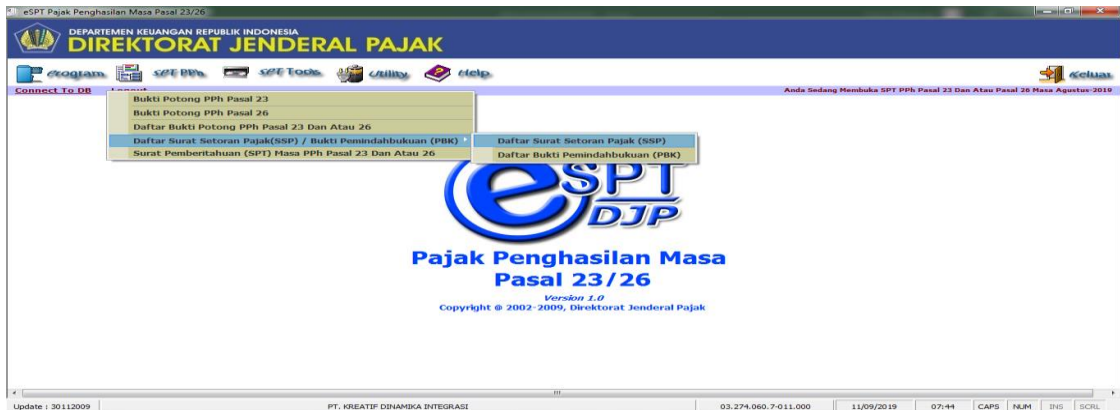 eSPT Pajak Penghasilan Masa Pasal 23/26
DEPARTEMEN KEUANGAN REPUBLIK INDONESIA
DIREKTORAT JENDERAL PAJAK
Program SPT PPh SPT Tools Utility Help Keluar
Connect To DB Logout Anda Sedang Membuka SPT PPh Pasal 23 Dan Atau Pasal 26 Masa Agustus-2019
Bukti Potong PPh Pasal 23
Bukti Potong PPh Pasal 26
Daftar Bukti Potong PPh Pasal 23 Dan Atau 26
Daftar Surat Setoran Pajak(SSP) / Bukti Pemindahbukuan (PBK) Daftar Surat Setoran Pajak (SSP)
Surat Pemberitahuan (SPT) Masa PPh Pasal 23 Dan Atau 26 Daftar Bukti Pemindahbukuan (PBK)
eSPT
DJP
Pajak Penghasilan Masa
Pasal 23/26
Version 1.0
Copyright © 2002-2009, Direktorat Jenderal Pajak
Update : 30112009 PT. KREATIF DINAMIKA INTEGRASI 03.274.060.7-011.000 11/09/2019 07:44 CAPS NUM INS SCRL